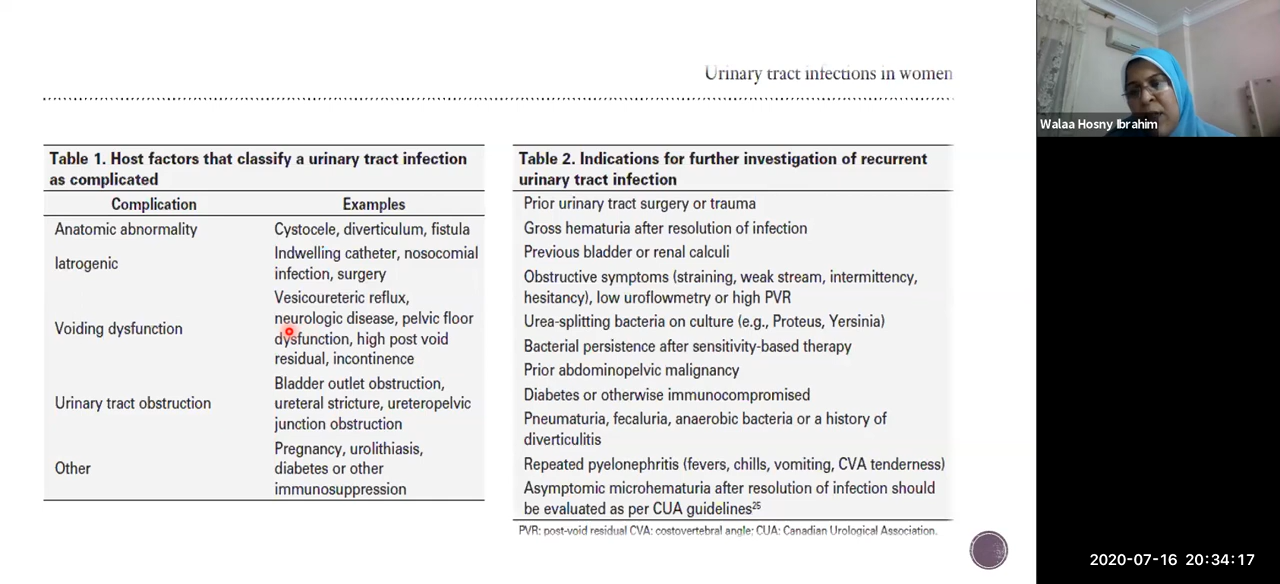 Urinary tract infections in women
Walaa Hosny Ibrahim
Table 1. Host factors that classify a urinary tract infection
as complicated
Complication Examples
Anatomic abnormality Cystocele, diverticulum, fistula
Iatrogenic Indwelling catheter, nosocomial
infection, surgery
Voiding dysfunction Vesicoureteric reflux,
neurologic disease, pelvic floor
dysfunction, high post void
residual, incontinence
Urinary tract obstruction Bladder outlet obstruction,
ureteral stricture, ureteropelvic
junction obstruction
Other Pregnancy, urolithiasis,
diabetes or other
immunosuppression
Table 2. Indications for further investigation of recurrent
urinary tract infection
Prior urinary tract surgery or trauma
Gross hematuria after resolution of infection
Previous bladder or renal calculi
Obstructive symptoms (straining, weak stream, intermittency,
hesitancy), low uroflowmetry or high PVR
Urea-splitting bacteria on culture (e.g., Proteus, Yersinia)
Bacterial persistence after sensitivity-based therapy
Prior abdominopelvic malignancy
Diabetes or otherwise immunocompromised
Pneumaturia, fecaluria, anaerobic bacteria or a history of
diverticulitis
Repeated pyelonephritis (fevers, chills, vomiting, CVA tenderness)
Asymptomic microhematuria after resolution of infection should
be evaluated as per CUA guidelines25
PVR: post-void residual CVA: costovertebral angle; CUA: Canadian Urological Association.
2020-07-16 20:34:17